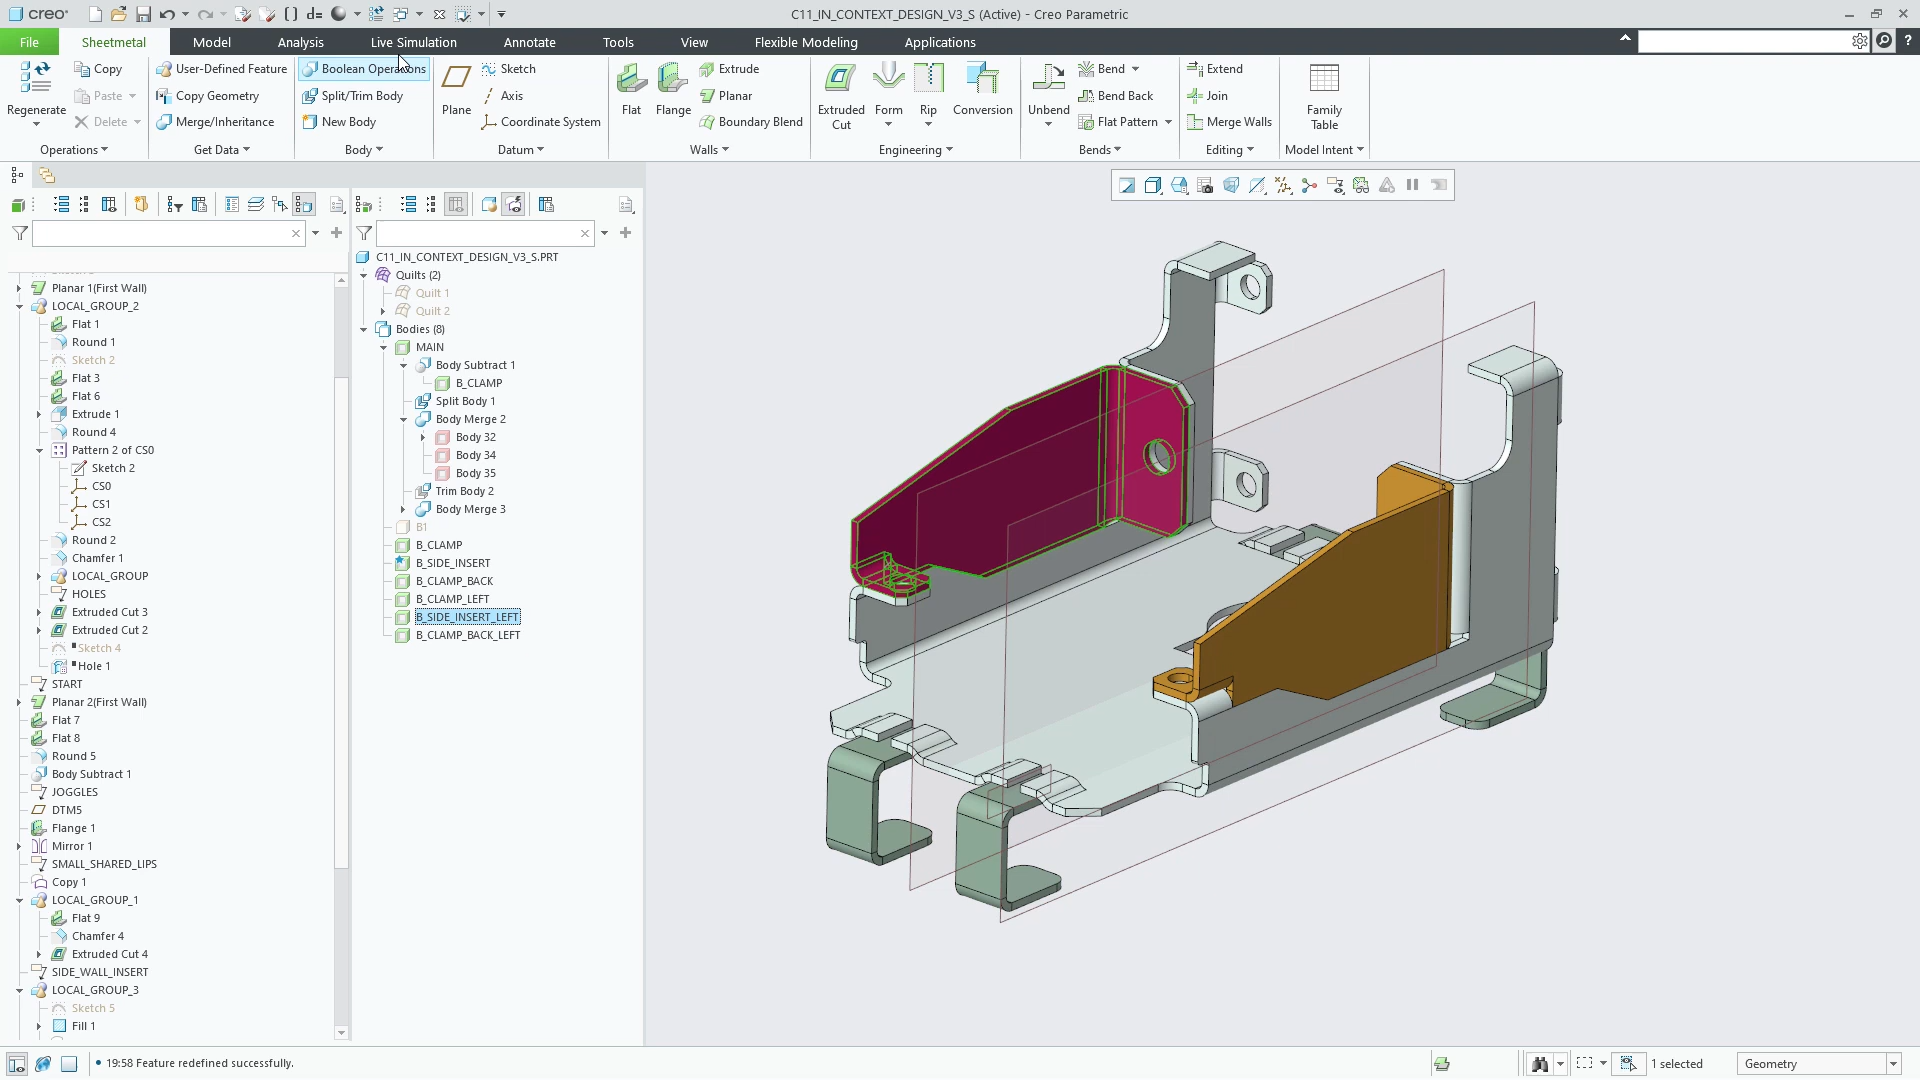 creo
d=
C11_IN_CONTEXT_DESIGN_V3_S (Active) - Creo Parametric
File
Sheetmetal
Model
Analysis
Live Simulation
Annotate
Tools
View
Flexible Modeling
Applications
Regenerate
Copy
Paste
Delete
Operations
User-Defined Feature
Copy Geometry
Merge/Inheritance
Get Data
Boolean Operations
Split/Trim Body
New Body
Body
Plane
Sketch
Axis
Coordinate System
Datum
Flat
Flange
Extrude
Planar
Boundary Blend
Walls
Extruded
Cut
Form
Rip
Conversion
Engineering
Unbend
Bend
Bend Back
Flat Pattern
Bends
Extend
Join
Merge Walls
Editing
Family
Table
Model Intent
Planar 1(First Wall)
LOCAL_GROUP_2
Flat 1
Round 1
Sketch 2
Flat 3
Flat 6
Extrude 1
Round 4
Pattern 2 of CS0
Sketch 2
CS0
CS1
CS2
Round 2
Chamfer 1
LOCAL_GROUP
HOLES
Extruded Cut 3
Extruded Cut 2
Sketch 4
Hole 1
START
Planar 2(First Wall)
Flat 7
Flat 8
Round 5
Body Subtract 1
JOGGLES
DTM5
Flange 1
Mirror 1
SMALL_SHARED_LIPS
Copy 1
LOCAL_GROUP_1
Flat 9
Chamfer 4
Extruded Cut 4
SIDE_WALL_INSERT
LOCAL_GROUP_3
Sketch 5
Fill 1
C11_IN_CONTEXT_DESIGN_V3_S.PRT
Quilts (2)
Quilt 1
Quilt 2
Bodies (8)
MAIN
Body Subtract 1
B_CLAMP
Split Body 1
Body Merge 2
Body 32
Body 34
Body 35
Trim Body 2
Body Merge 3
B1
B_CLAMP
B_SIDE_INSERT
B_CLAMP_BACK
B_CLAMP_LEFT
B_SIDE_INSERT_LEFT
B_CLAMP_BACK_LEFT
• 19:58 Feature redefined successfully.
1 selected
Geometry